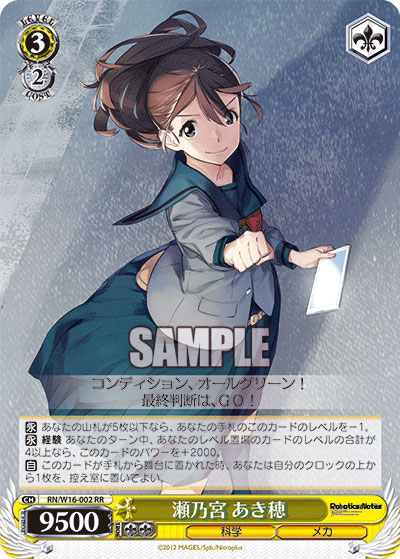 LEVEL
3
2
COST
SAMPLE
コンディション、オールグリーン！
最終判断は、GO！
永 あなたの山札が5枚以下なら、あなたの手札のこのカードのレベルを－1。
永 経験 あなたのターン中、あなたのレベル置場のカードのレベルの合計が
4以上なら、このカードのパワーを＋2000。
自 このカードが手札から舞台に置かれた時、あなたは自分のクロックの上か
ら1枚を、控え室に置いてよい。
CH RN/W16-002 RR
瀬乃宮 あき穂
Robotics;Notes
9500
科学
メカ
©2012 MAGES./5pb./Nitroplus